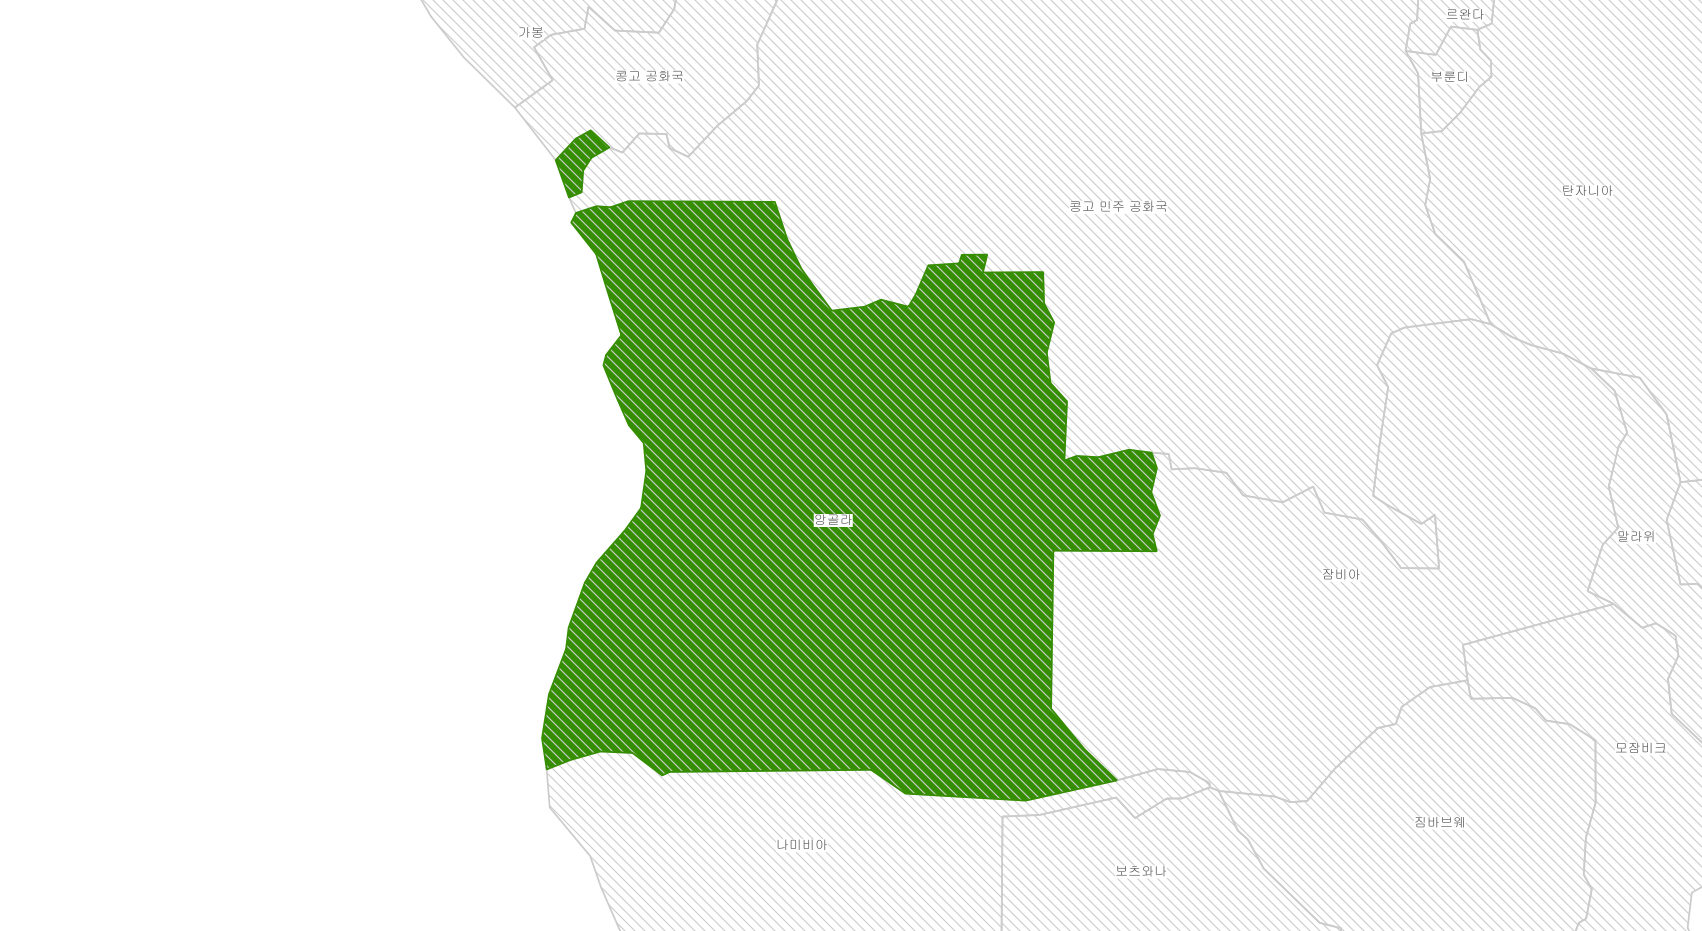 르완다
가봉
콩고 공화국
부룬디
탄자니아
콩고 민주 공화국
앙골라
말라위
잠비아
모잠비크
짐바브웨
나미비아
보츠와나